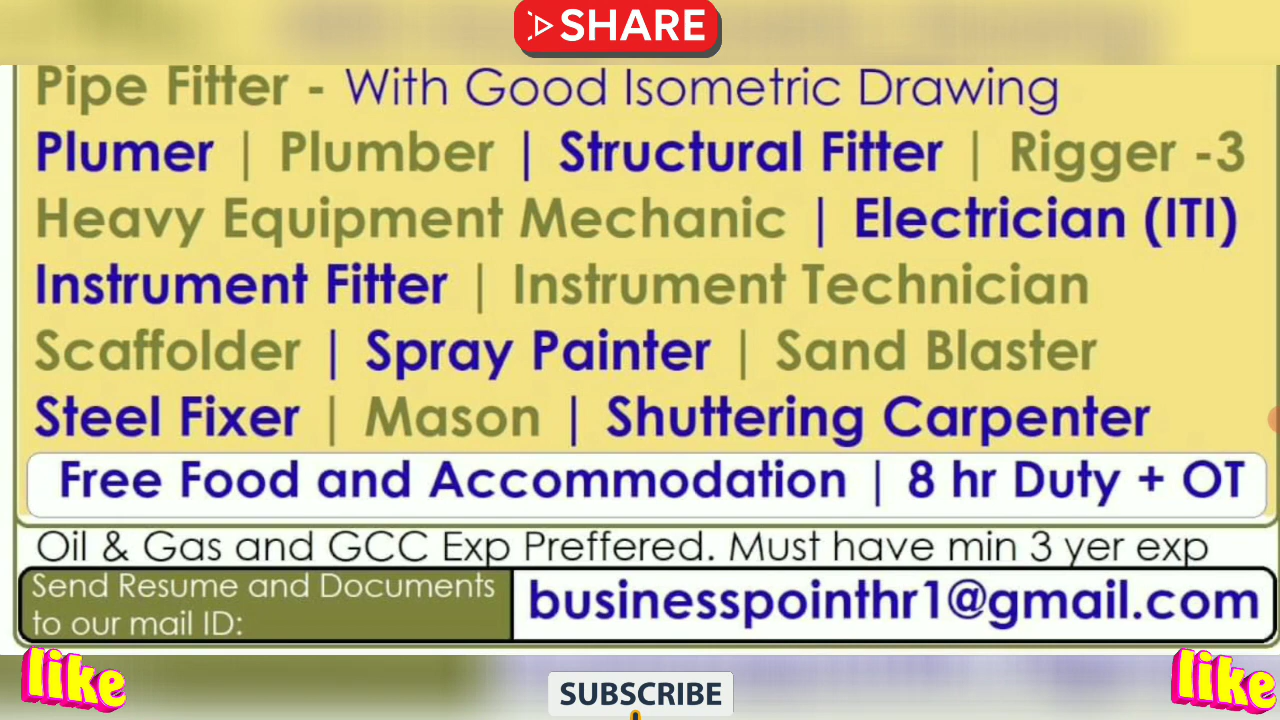 SHARE
Pipe Fitter - With Good Isometric Drawing
Plumer | Plumber | Structural Fitter | Rigger -3
Heavy Equipment Mechanic | Electrician (ITI)
Instrument Fitter | Instrument Technician
Scaffolder | Spray Painter | Sand Blaster
Steel Fixer | Mason | Shuttering Carpenter
Free Food and Accommodation | 8 hr Duty + OT
Oil & Gas and GCC Exp Preffered. Must have min 3 yer exp
Send Resume and Documents
to our mail ID:
businesspointhr1@gmail.com
like
SUBSCRIBE
like